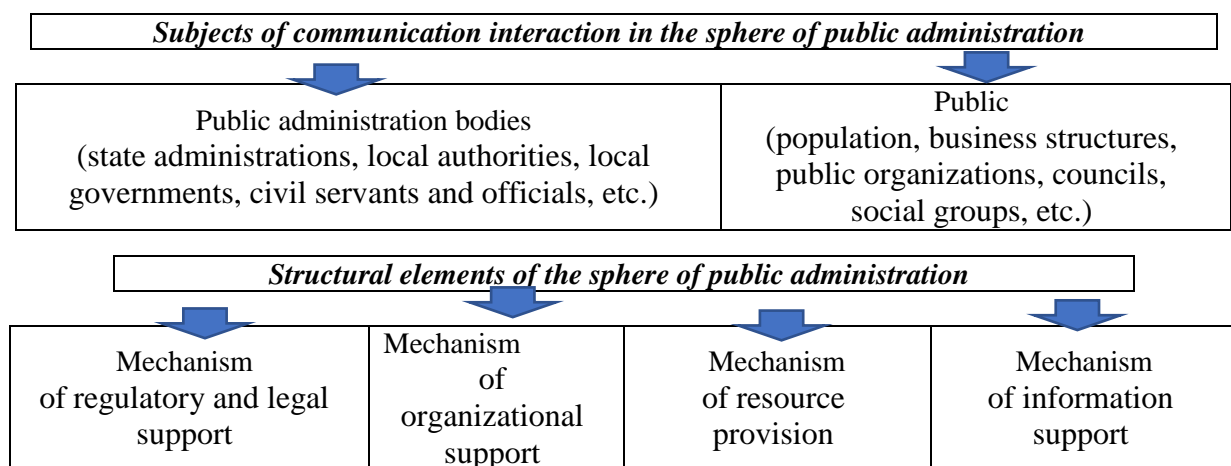 Subjects of communication interaction in the sphere of public administration
Public administration bodies
(state administrations, local authorities, local
governments, civil servants and officials, etc.)
Public
(population, business structures,
public organizations, councils,
social groups, etc.)
Structural elements of the sphere of public administration
Mechanism
of regulatory and legal
support
Mechanism
of
organizational
support
Mechanism
of resource
provision
Mechanism
of information
support